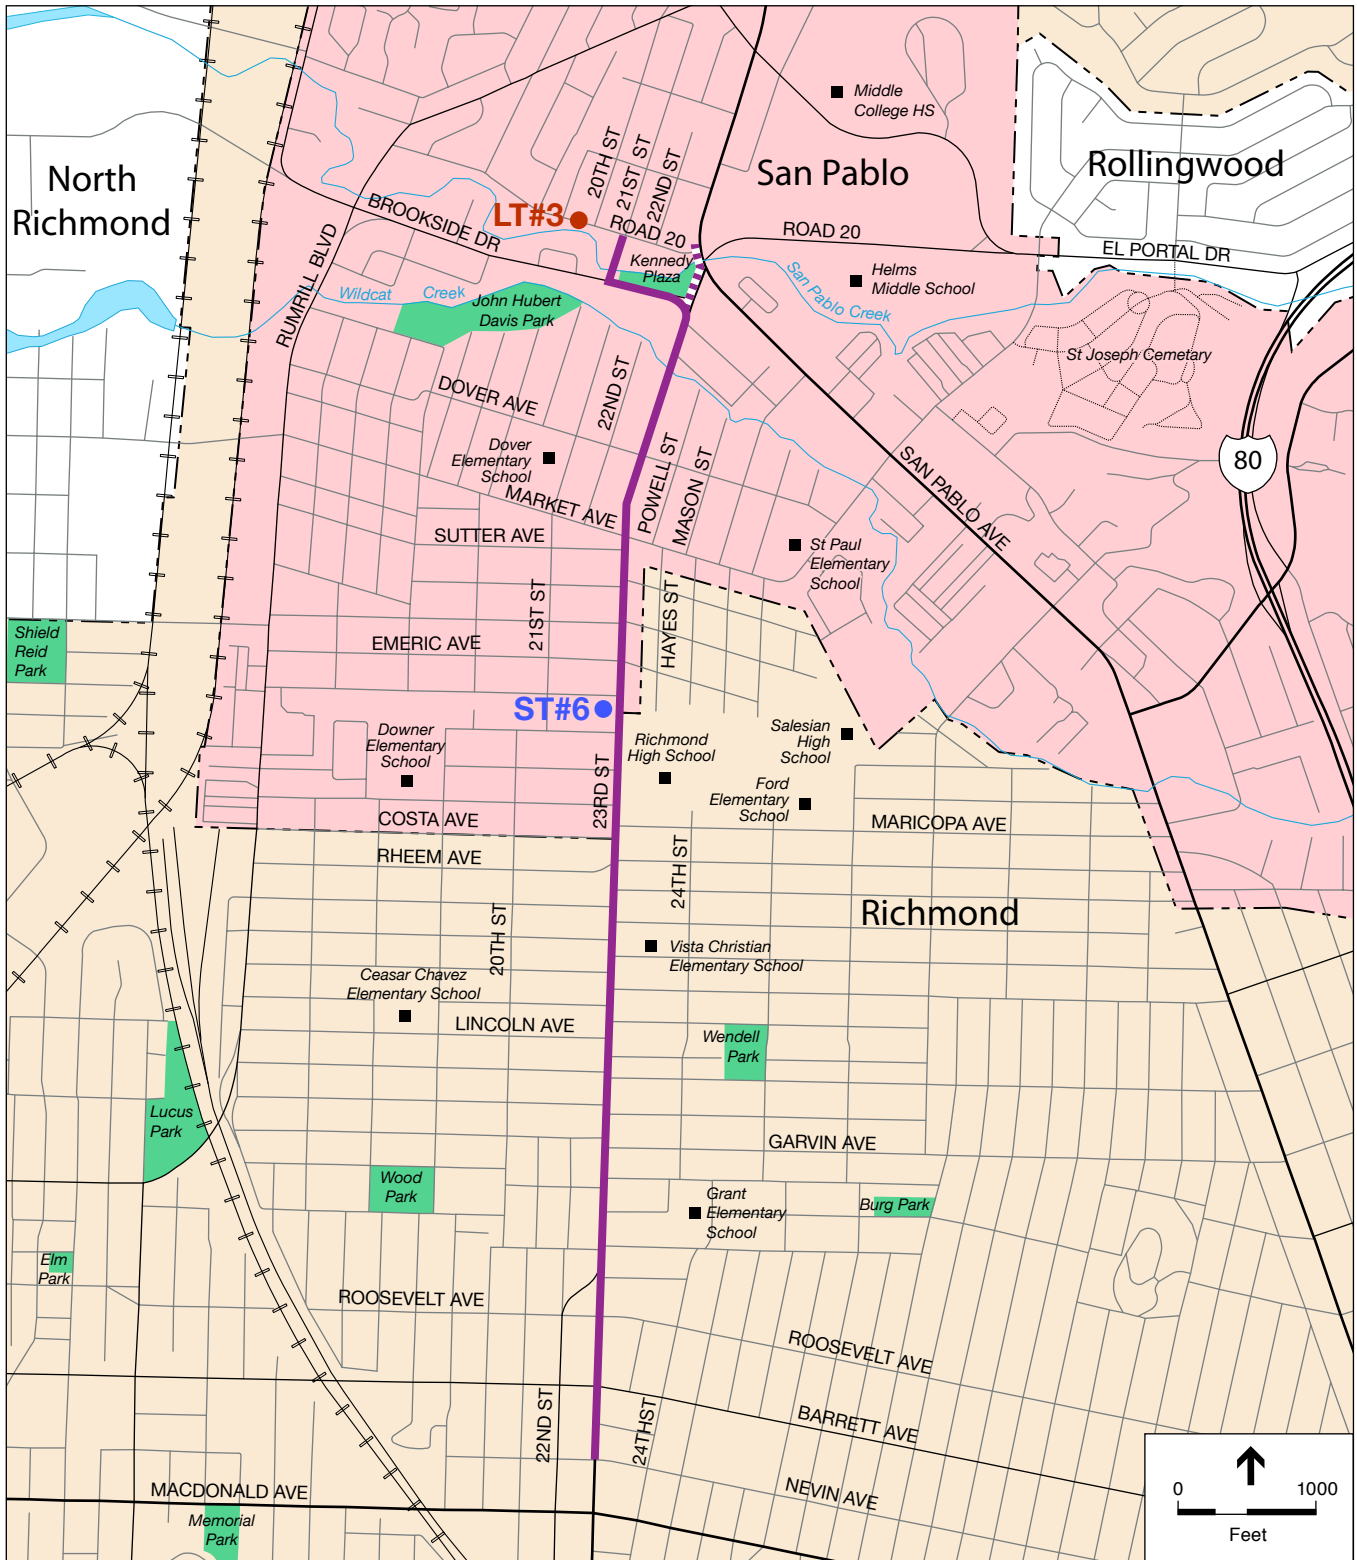 Middle
College HS
North
Richmond
San Pablo
Rollingwood
20TH ST
21ST ST
22ND ST
BROOKSIDE DR
LT#3
ROAD 20
ROAD 20
EL PORTAL DR
RUMRILL BLVD
Kennedy
Plaza
Helms
Middle School
San Pablo Creek
Wildcat Creek
John Hubert
Davis Park
St Joseph Cemetary
DOVER AVE
22ND ST
Dover
Elementary
School
MARKET AVE
POWELL ST
MASON ST
SAN PABLO AVE
80
SUTTER AVE
St Paul
Elementary
School
21ST ST
HAYES ST
EMERIC AVE
Shield
Reid
Park
ST#6
Downer
Elementary
School
Richmond
High School
Salesian
High
School
23RD ST
Ford
Elementary
School
COSTA AVE
MARICOPA AVE
RHEEM AVE
24TH ST
Richmond
20TH ST
Vista Christian
Elementary School
Ceasar Chavez
Elementary School
LINCOLN AVE
Wendell
Park
Lucus
Park
GARVIN AVE
Wood
Park
Grant
Elementary
School
Burg Park
Elm
Park
ROOSEVELT AVE
ROOSEVELT AVE
22ND ST
24THST
BARRETT AVE
NEVIN AVE
MACDONALD AVE
Memorial
Park
0 1000
Feet